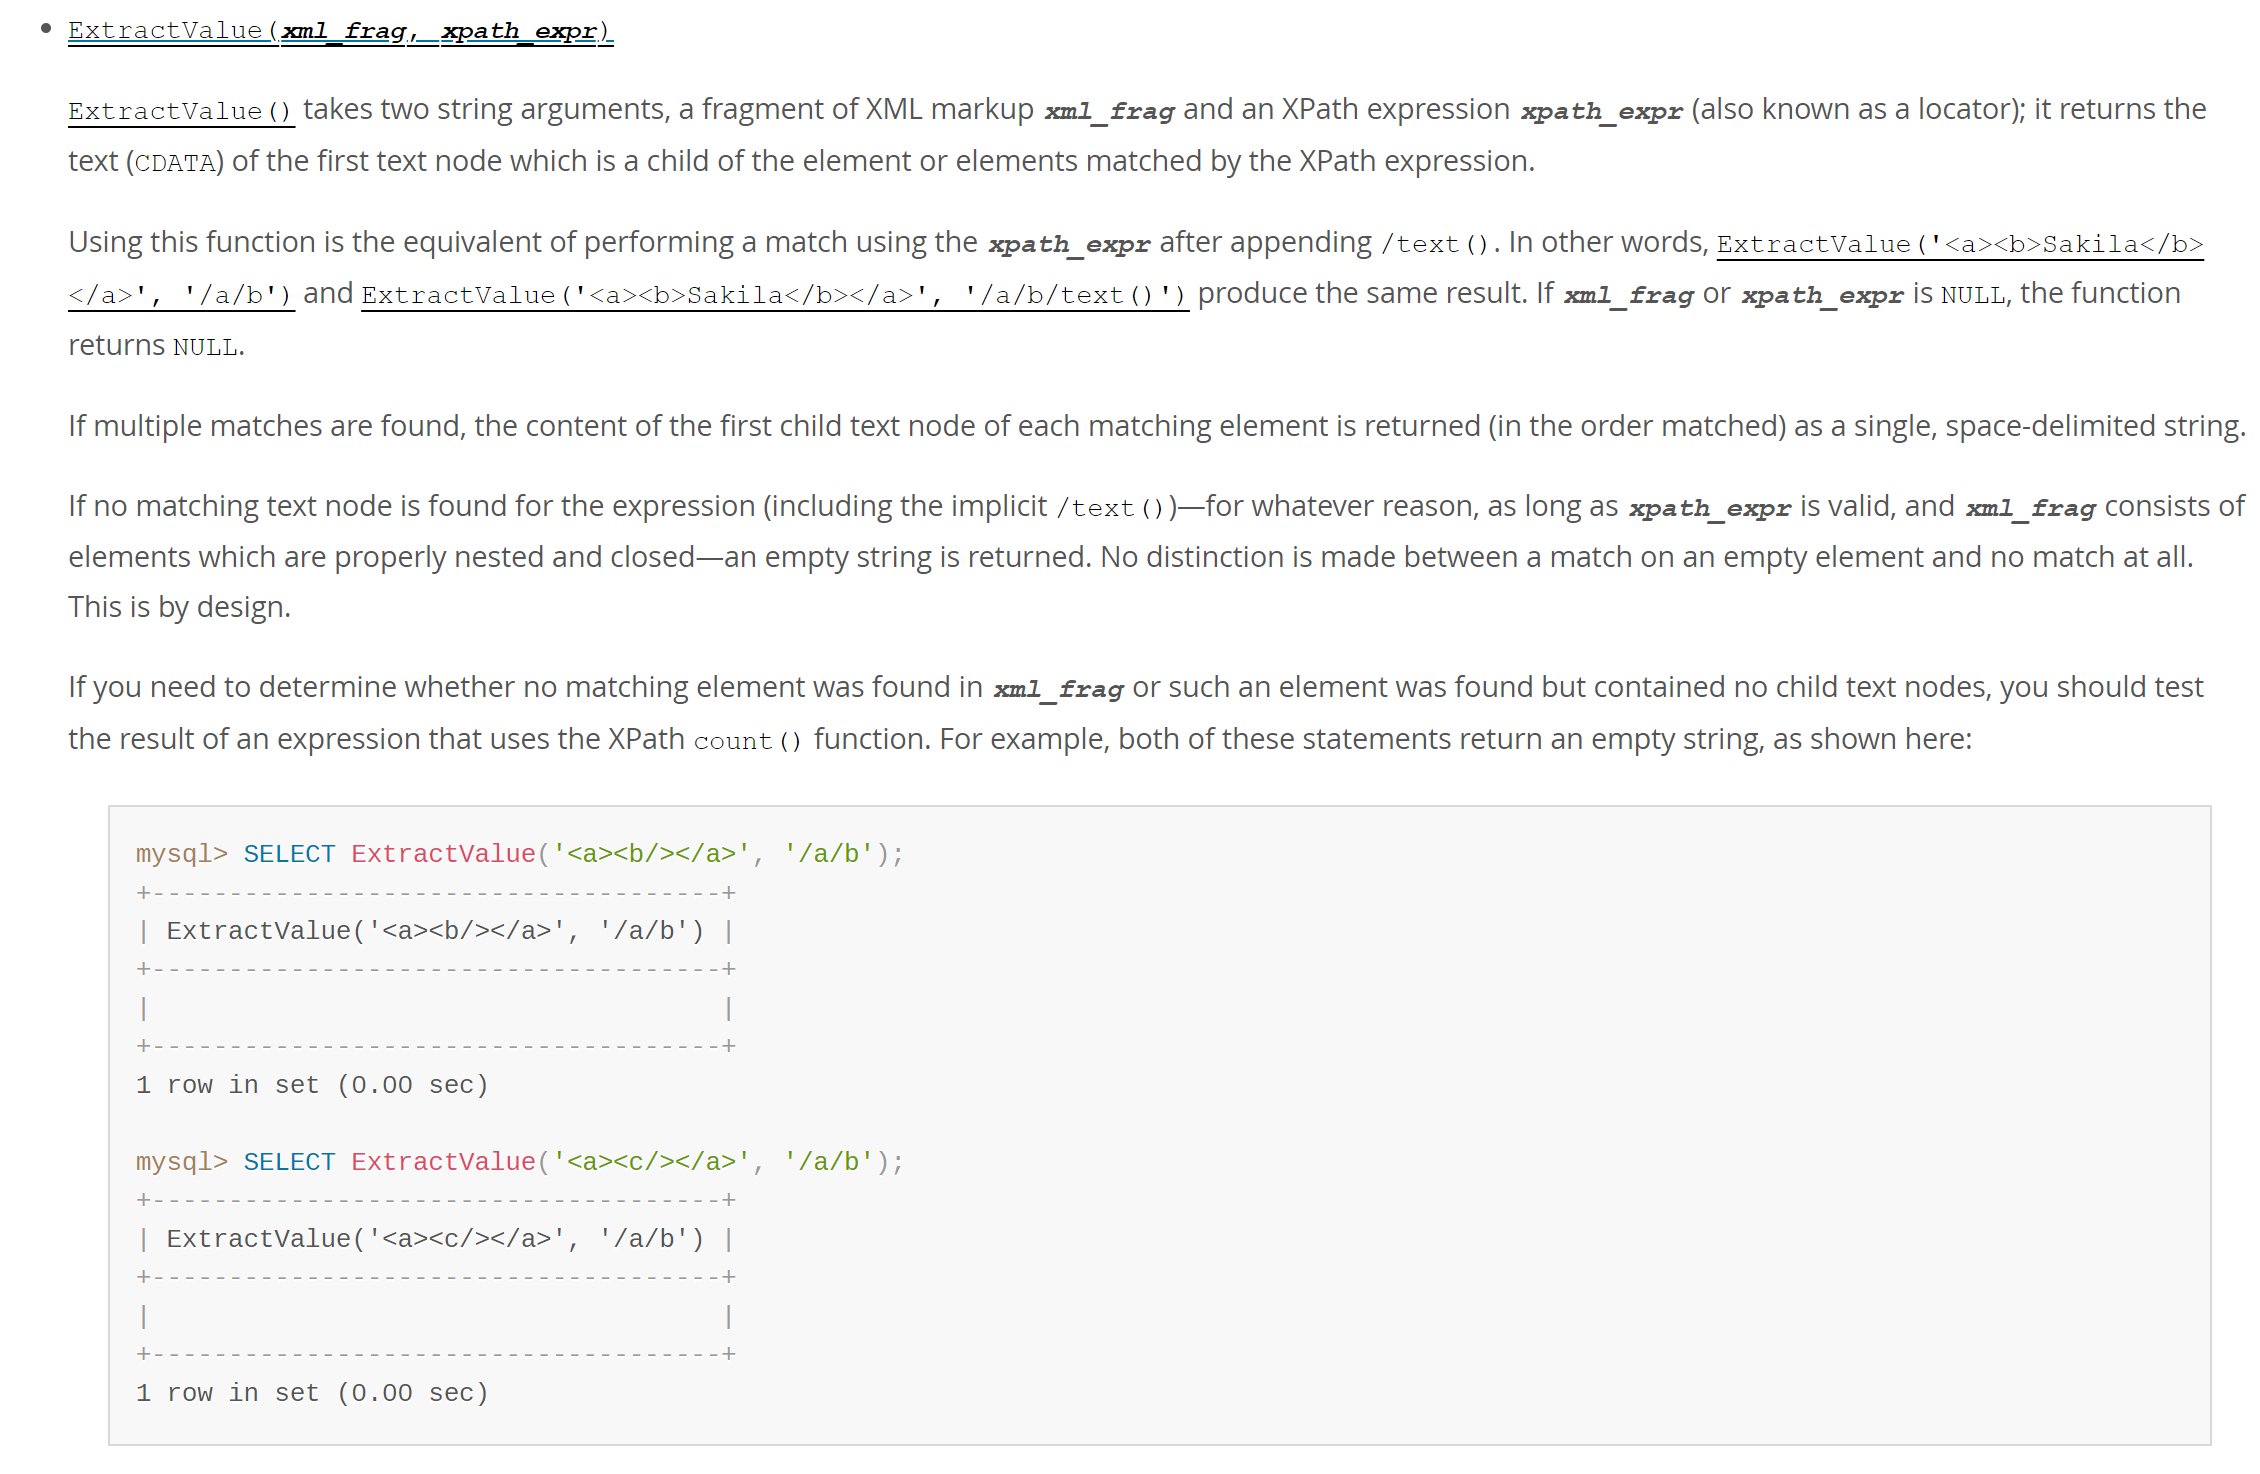 • ExtractValue(xml_frag, xpath_expr)
ExtractValue() takes two string arguments, a fragment of XML markup xml_frag and an XPath expression xpath_expr (also known as a locator); it returns the
text (CDATA) of the first text node which is a child of the element or elements matched by the XPath expression.
Using this function is the equivalent of performing a match using the xpath_expr after appending /text(). In other words, ExtractValue('<a><b>Sakila</b>
</a>', '/a/b') and ExtractValue('<a><b>Sakila</b></a>', '/a/b/text()') produce the same result. If xml_frag or xpath_expr is NULL, the function
returns NULL.
If multiple matches are found, the content of the first child text node of each matching element is returned (in the order matched) as a single, space-delimited string.
If no matching text node is found for the expression (including the implicit /text())—for whatever reason, as long as xpath_expr is valid, and xml_frag consists of
elements which are properly nested and closed—an empty string is returned. No distinction is made between a match on an empty element and no match at all.
This is by design.
If you need to determine whether no matching element was found in xml_frag or such an element was found but contained no child text nodes, you should test
the result of an expression that uses the XPath count() function. For example, both of these statements return an empty string, as shown here:
mysql> SELECT ExtractValue('<a><b/></a>', '/a/b');
+-------------------------------------+
| ExtractValue('<a><b/></a>', '/a/b') |
+-------------------------------------+
|                                     |
+-------------------------------------+
1 row in set (0.00 sec)
mysql> SELECT ExtractValue('<a><c/></a>', '/a/b');
+-------------------------------------+
| ExtractValue('<a><c/></a>', '/a/b') |
+-------------------------------------+
|                                     |
+-------------------------------------+
1 row in set (0.00 sec)